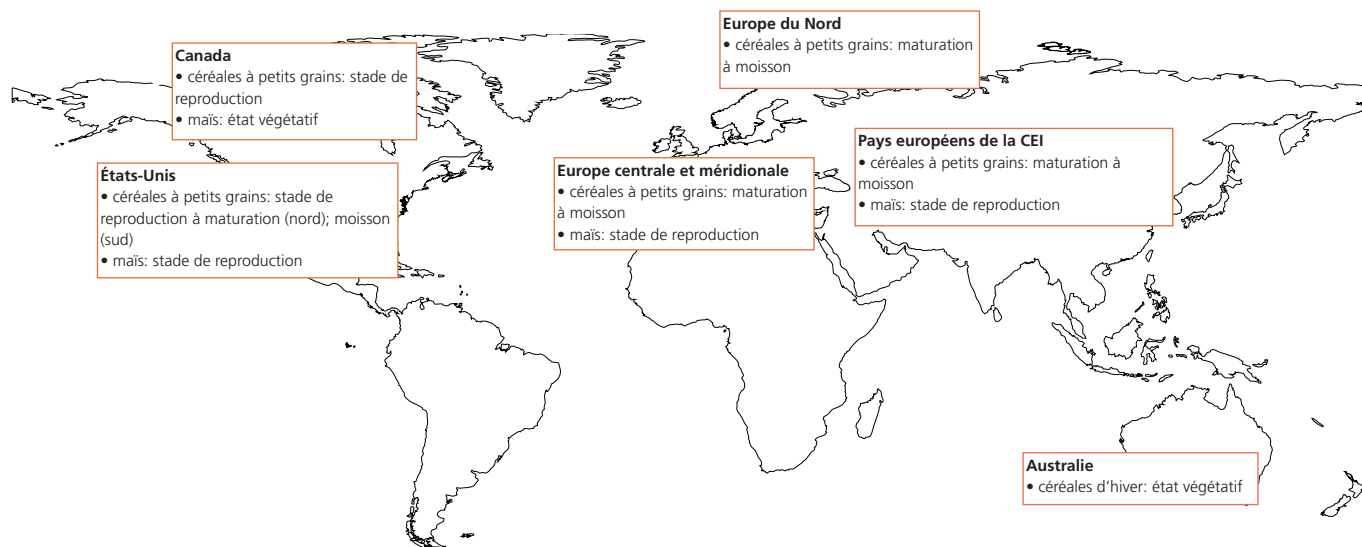 Canada
• céréales à petits grains: stade de
reproduction
• maïs: état végétatif
États-Unis
• céréales à petits grains: stade de
reproduction à maturation (nord); moisson
(sud)
• maïs: stade de reproduction
Europe du Nord
• céréales à petits grains: maturation
à moisson
Europe centrale et méridionale
• céréales à petits grains: maturation
à moisson
• maïs: stade de reproduction
Pays européens de la CEI
• céréales à petits grains: maturation à
moisson
• maïs: stade de reproduction
Australie
• céréales d’hiver: état végétatif